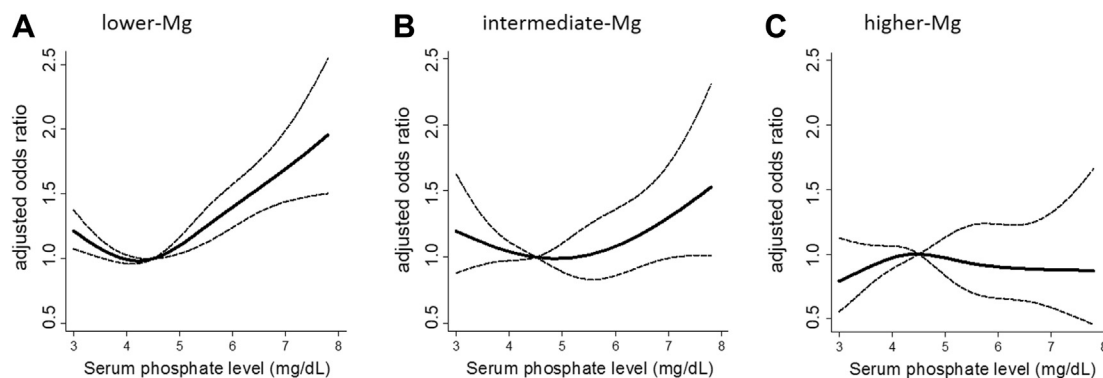 A lower-Mg
adjusted odds ratio
0.5 1.0 1.5 2.0 2.5
3 4 5 6 7 8
Serum phosphate level (mg/dL)
B intermediate-Mg
adjusted odds ratio
0.5 1.0 1.5 2.0 2.5
3 4 5 6 7 8
Serum phosphate level (mg/dL)
C higher-Mg
adjusted odds ratio
0.5 1.0 1.5 2.0 2.5
3 4 5 6 7 8
Serum phosphate level (mg/dL)